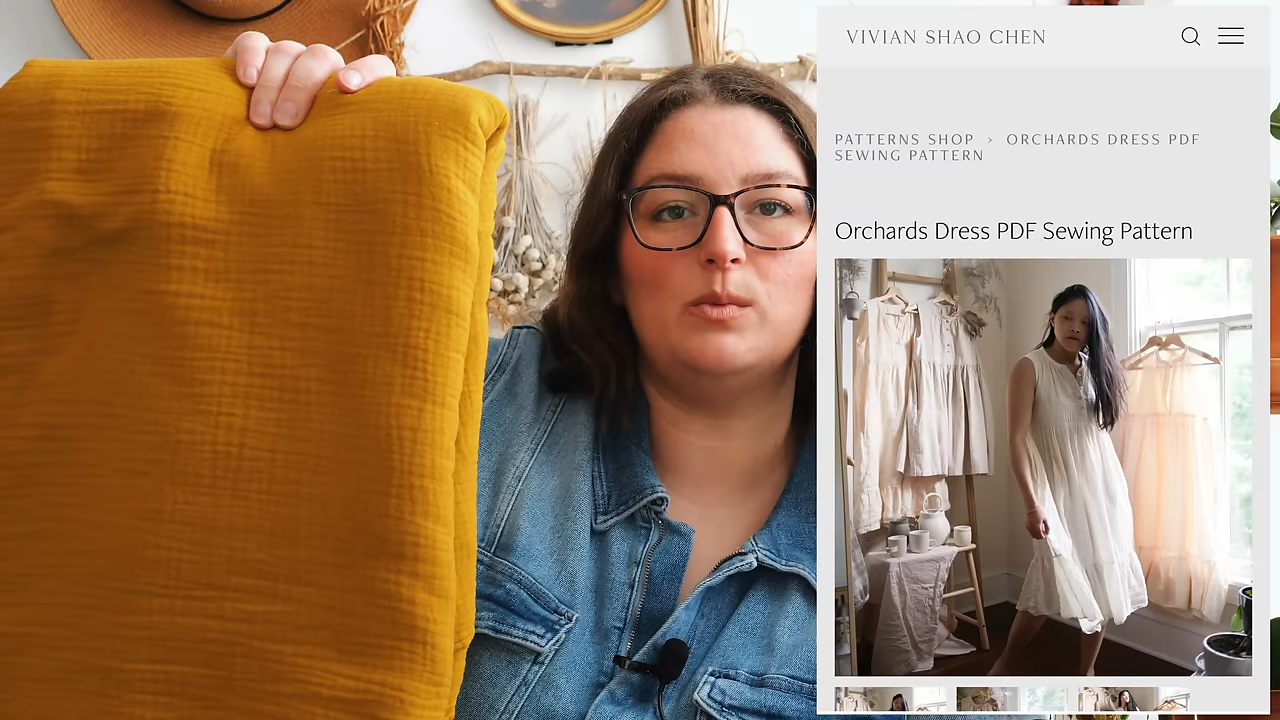 VIVIAN SHAO CHEN
PATTERNS SHOP > ORCHARDS DRESS PDF
SEWING PATTERN
Orchards Dress PDF Sewing Pattern